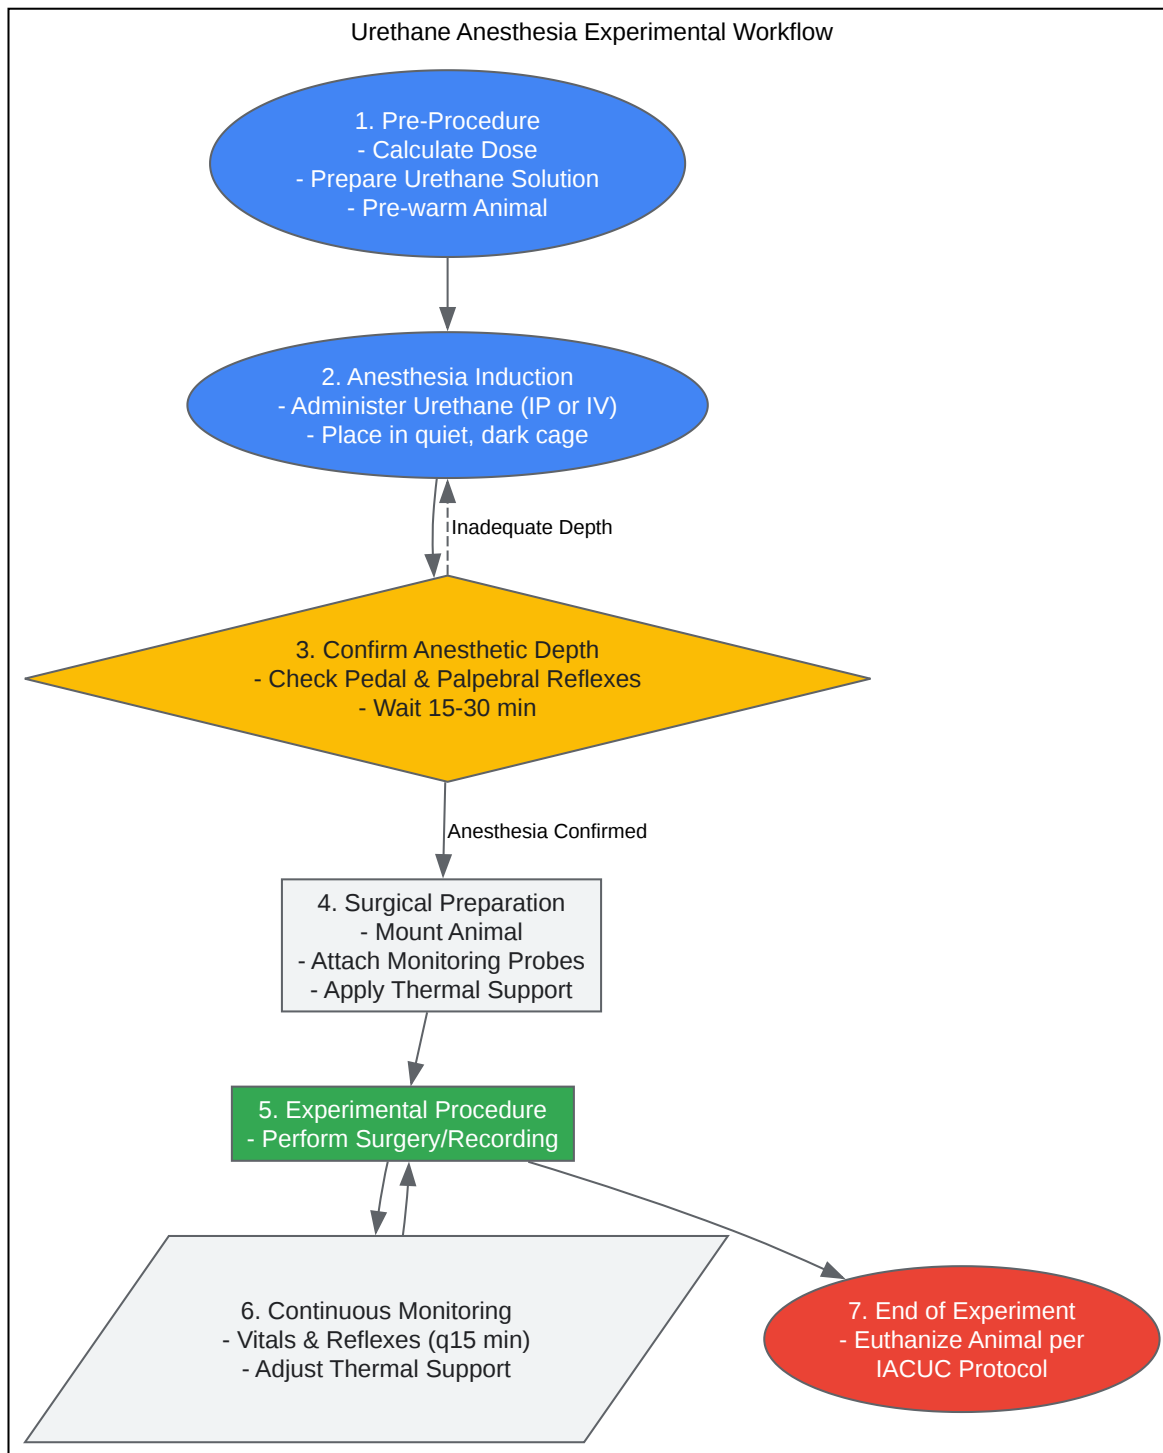 Urethane Anesthesia Experimental Workflow
1. Pre-Procedure
- Calculate Dose
- Prepare Urethane Solution
- Pre-warm Animal
2. Anesthesia Induction
- Administer Urethane (IP or IV)
- Place in quiet, dark cage
Inadequate Depth
3. Confirm Anesthetic Depth
- Check Pedal & Palpebral Reflexes
- Wait 15-30 min
Anesthesia Confirmed
4. Surgical Preparation
- Mount Animal
- Attach Monitoring Probes
- Apply Thermal Support
5. Experimental Procedure
- Perform Surgery/Recording
6. Continuous Monitoring
- Vitals & Reflexes (q15 min)
- Adjust Thermal Support
7. End of Experiment
- Euthanize Animal per
IACUC Protocol